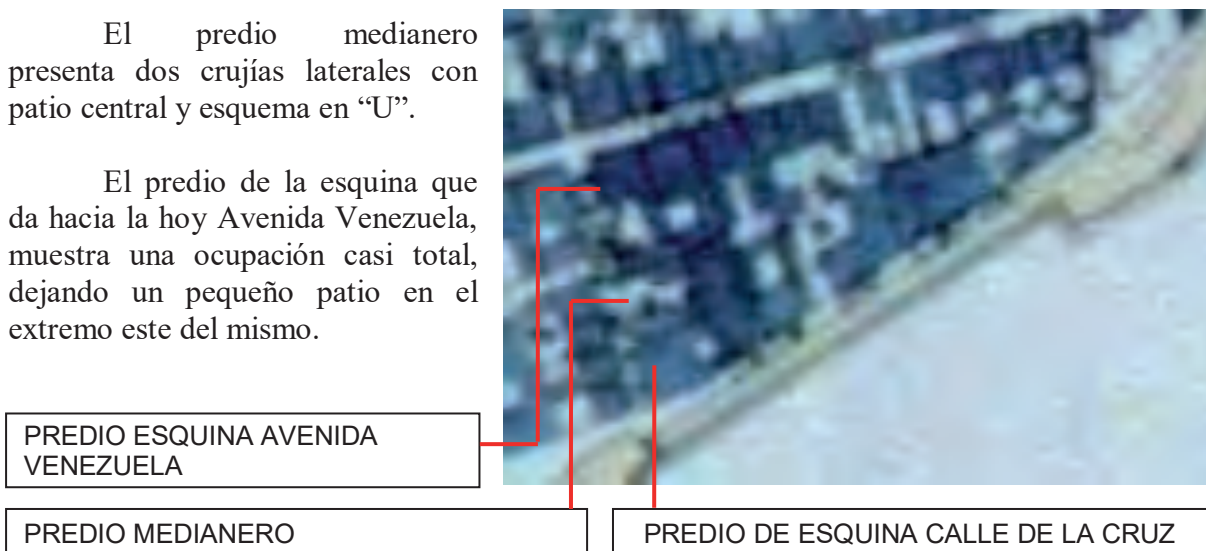 El predio medianero
presenta dos crujías laterales con
patio central y esquema en “U”.
El predio de la esquina que
da hacia la hoy Avenida Venezuela,
muestra una ocupación casi total,
dejando un pequeño patio en el
extremo este del mismo.
PREDIO ESQUINA AVENIDA
VENEZUELA
PREDIO MEDIANERO
PREDIO DE ESQUINA CALLE DE LA CRUZ